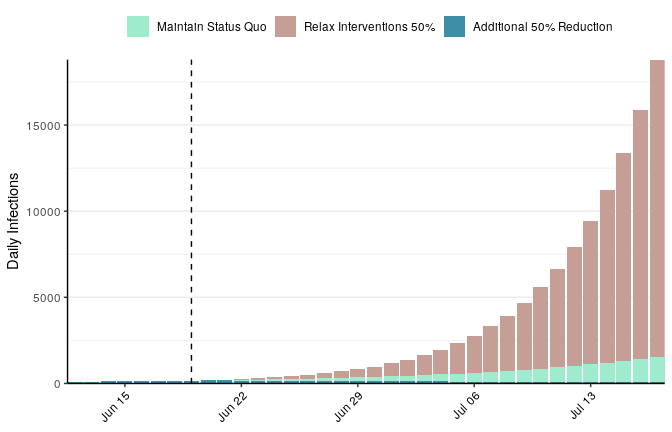 Maintain Status Quo Relax Interventions 50% Additional 50% Reduction
Daily Infections
15000
10000
5000
0
Jun 15 Jun 22 Jun 29 Jul 06 Jul 13